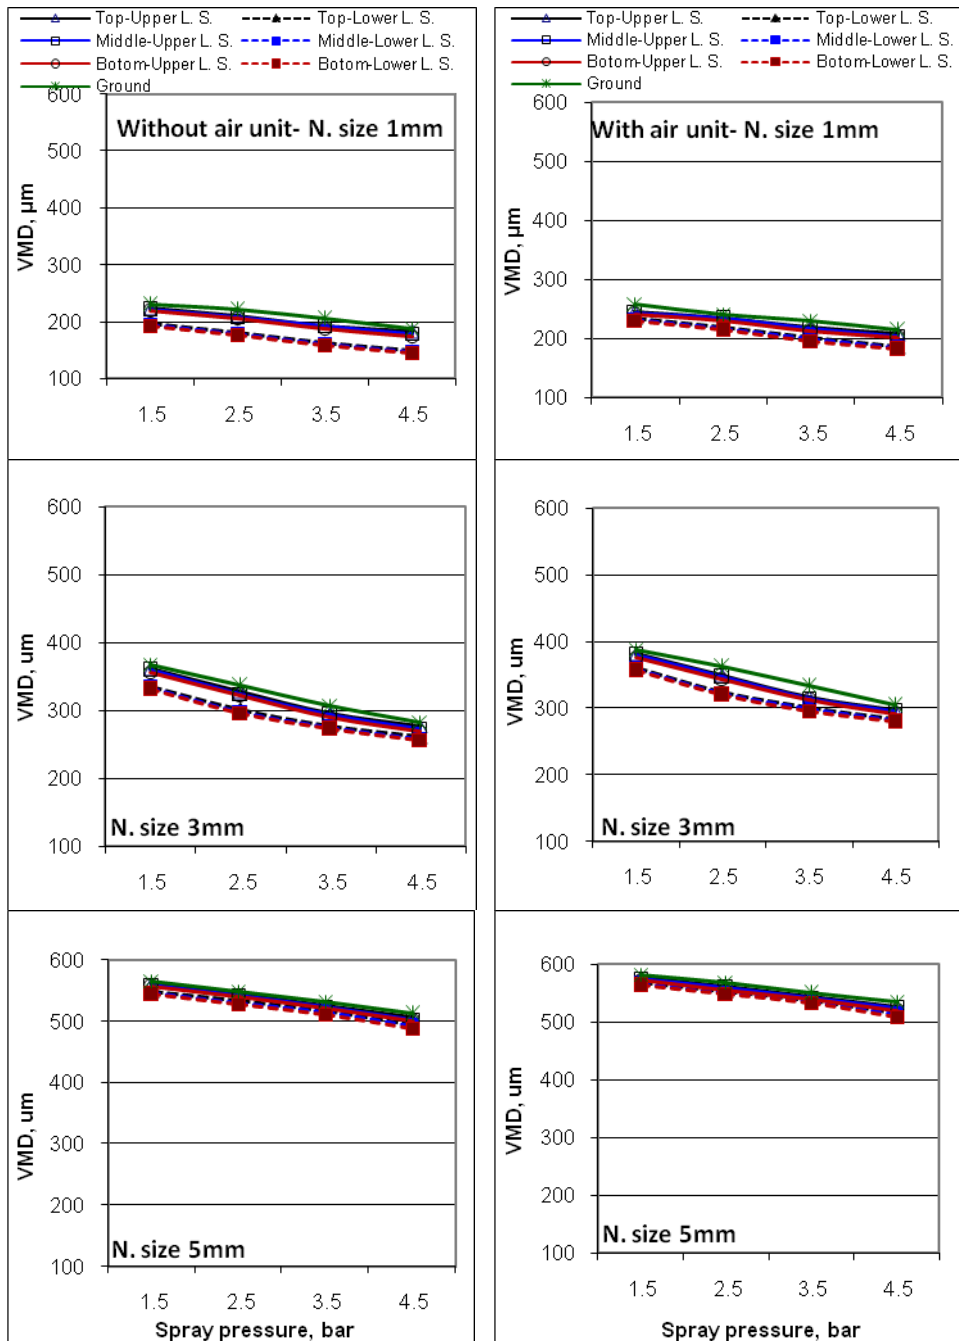 Top-Upper L. S. Top-Lower L. S.
Middle-Upper L. S. Middle-Lower L. S.
Botom-Upper L. S. Botom-Lower L. S.
Ground
600
500
400
300
200
100
VMD, µm
Without air unit- N. size 1mm
1.5 2.5 3.5 4.5
Top-Upper L. S. Top-Lower L. S.
Middle-Upper L. S. Middle-Lower L. S.
Botom-Upper L. S. Botom-Lower L. S.
Ground
600
500
400
300
200
100
VMD, µm
With air unit- N. size 1mm
1.5 2.5 3.5 4.5
600
500
400
300
200
100
VMD, um
N. size 3mm
1.5 2.5 3.5 4.5
600
500
400
300
200
100
VMD, um
N. size 3mm
1.5 2.5 3.5 4.5
600
500
400
300
200
100
VMD, um
N. size 5mm
1.5 2.5 3.5 4.5
Spray pressure, bar
600
500
400
300
200
100
VMD, um
N. size 5mm
1.5 2.5 3.5 4.5
Spray pressure, bar